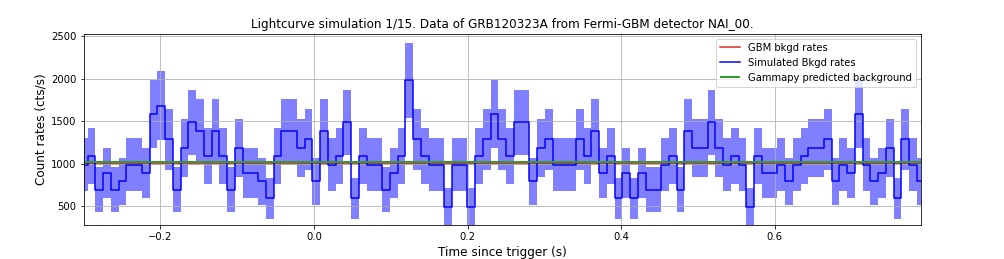 Lightcurve simulation 1/15. Data of GRB120323A from Fermi-GBM detector NAI_00.
2500
2000
1500
1000
500
Count rates (cts/s)
GBM bkgd rates
Simulated Bkgd rates
Gammapy predicted background
−0.2 0.0 0.2 0.4 0.6
Time since trigger (s)